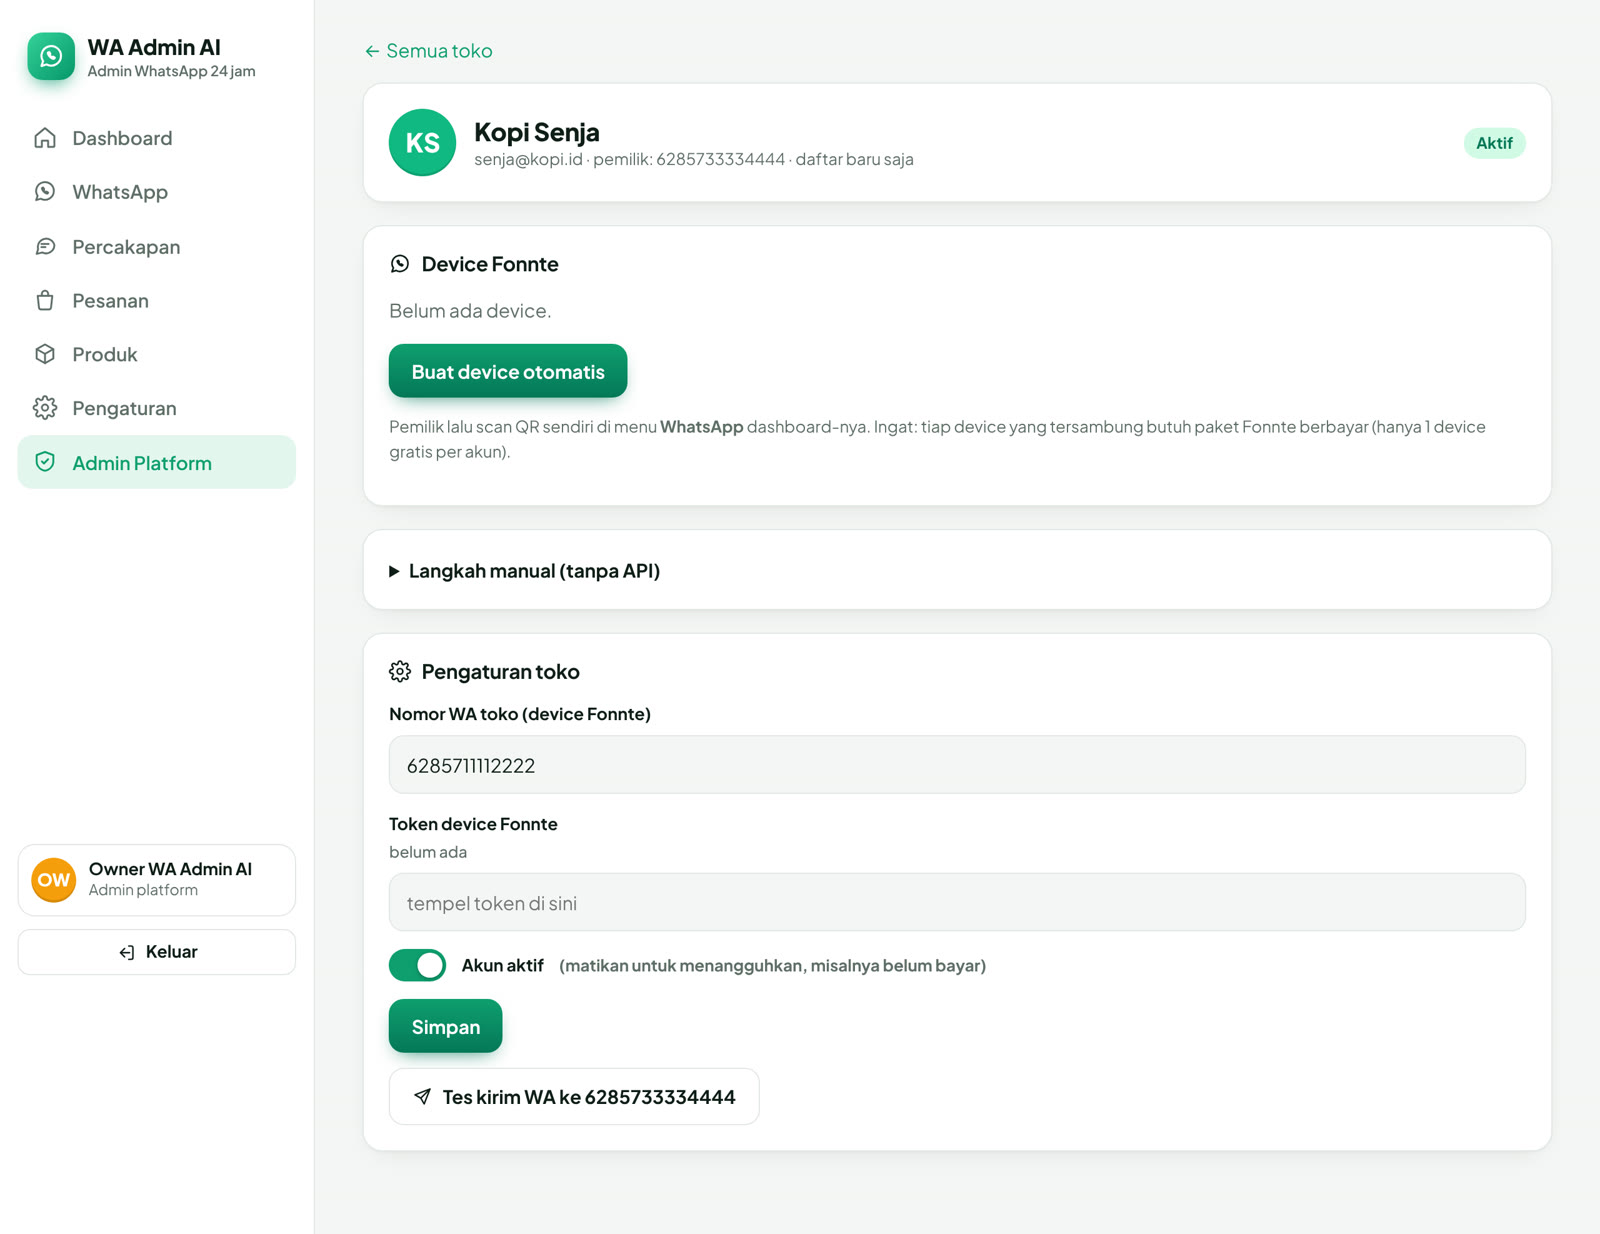 WA Admin AI
Admin WhatsApp 24 jam
Dashboard
WhatsApp
Percakapan
Pesanan
Produk
Pengaturan
Admin Platform
OW
Owner WA Admin AI
Admin platform
Keluar
← Semua toko
KS
Kopi Senja
senja@kopi.id · pemilik: 6285733334444 · daftar baru saja
Aktif
Device Fonnte
Belum ada device.
Buat device otomatis
Pemilik lalu scan QR sendiri di menu WhatsApp dashboard-nya. Ingat: tiap device yang tersambung butuh paket Fonnte berbayar (hanya 1 device
gratis per akun).
Langkah manual (tanpa API)
Pengaturan toko
Nomor WA toko (device Fonnte)
6285711112222
Token device Fonnte
belum ada
tempel token di sini
Akun aktif (matikan untuk menangguhkan, misalnya belum bayar)
Simpan
Tes kirim WA ke 6285733334444